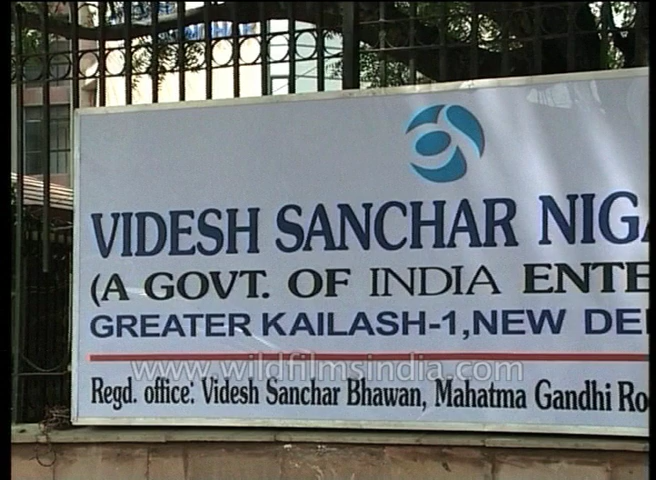 VIDESH SANCHAR NIGA
(A GOVT. OF INDIA ENTE
GREATER KAILASH-1,NEW DE
www.wildfilmsindia.com
Regd. office: Videsh Sanchar Bhawan, Mahatma Gandhi Ro